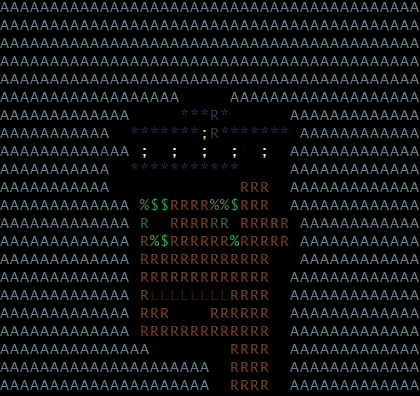 AAAAAAAAAAAAAAAAAAAAAAAAAAAAAAAAAAAAAAAAAA
AAAAAAAAAAAAAAAAAAAAAAAAAAAAAAAAAAAAAAAAAA
AAAAAAAAAAAAAAAAAAAAAAAAAAAAAAAAAAAAAAAAAA
AAAAAAAAAAAAAAAAAAAAAAAAAAAAAAAAAAAAAAAAAA
AAAAAAAAAAAAAAAAAAAAAAAAAAAAAAAAAAAAAAAAAA
AAAAAAAAAAAAAAAAAA     AAAAAAAAAAAAAAAAAAA
AAAAAAAAAAAAA     ***R*      AAAAAAAAAAAAA
AAAAAAAAAAA  *******;R******* AAAAAAAAAAAA
AAAAAAAAAAAAA ;  ;  ;  ;  ;  AAAAAAAAAAAAA
AAAAAAAAAAA  ***********     AAAAAAAAAAAAA
AAAAAAAAAAA             RRR  AAAAAAAAAAAAA
AAAAAAAAAAAAA %$$RRRR%%$RRR  AAAAAAAAAAAAA
AAAAAAAAAAAAA R  RRRRRR RRRRR AAAAAAAAAAAA
AAAAAAAAAAAAA R%$RRRRRR%RRRRR AAAAAAAAAAAA
AAAAAAAAAAAAA RRRRRRRRRRRRR  AAAAAAAAAAAAA
AAAAAAAAAAAAA RRRRRRRRRRRRR  AAAAAAAAAAAAA
AAAAAAAAAAAAA RLLLLLLLLRRRR  AAAAAAAAAAAAA
AAAAAAAAAAAAA RRR    RRRRRR  AAAAAAAAAAAAA
AAAAAAAAAAAAA RRRRRRRRRRRRR  AAAAAAAAAAAAA
AAAAAAAAAAAAAAA        RRRR  AAAAAAAAAAAAA
AAAAAAAAAAAAAAAAAAAAA  RRRR  AAAAAAAAAAAAA
AAAAAAAAAAAAAAAAAAAAA  RRRR  AAAAAAAAAAAAA